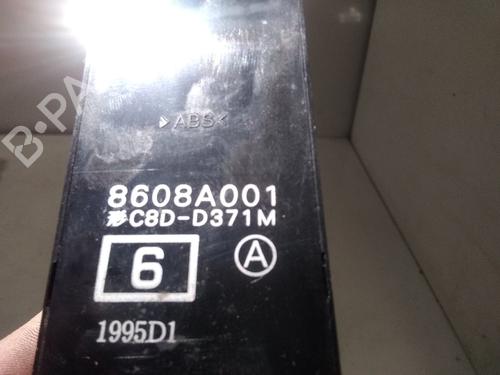 B-PA
>ABS<
8608A001
形C8D-D371M
6 A
1995D1